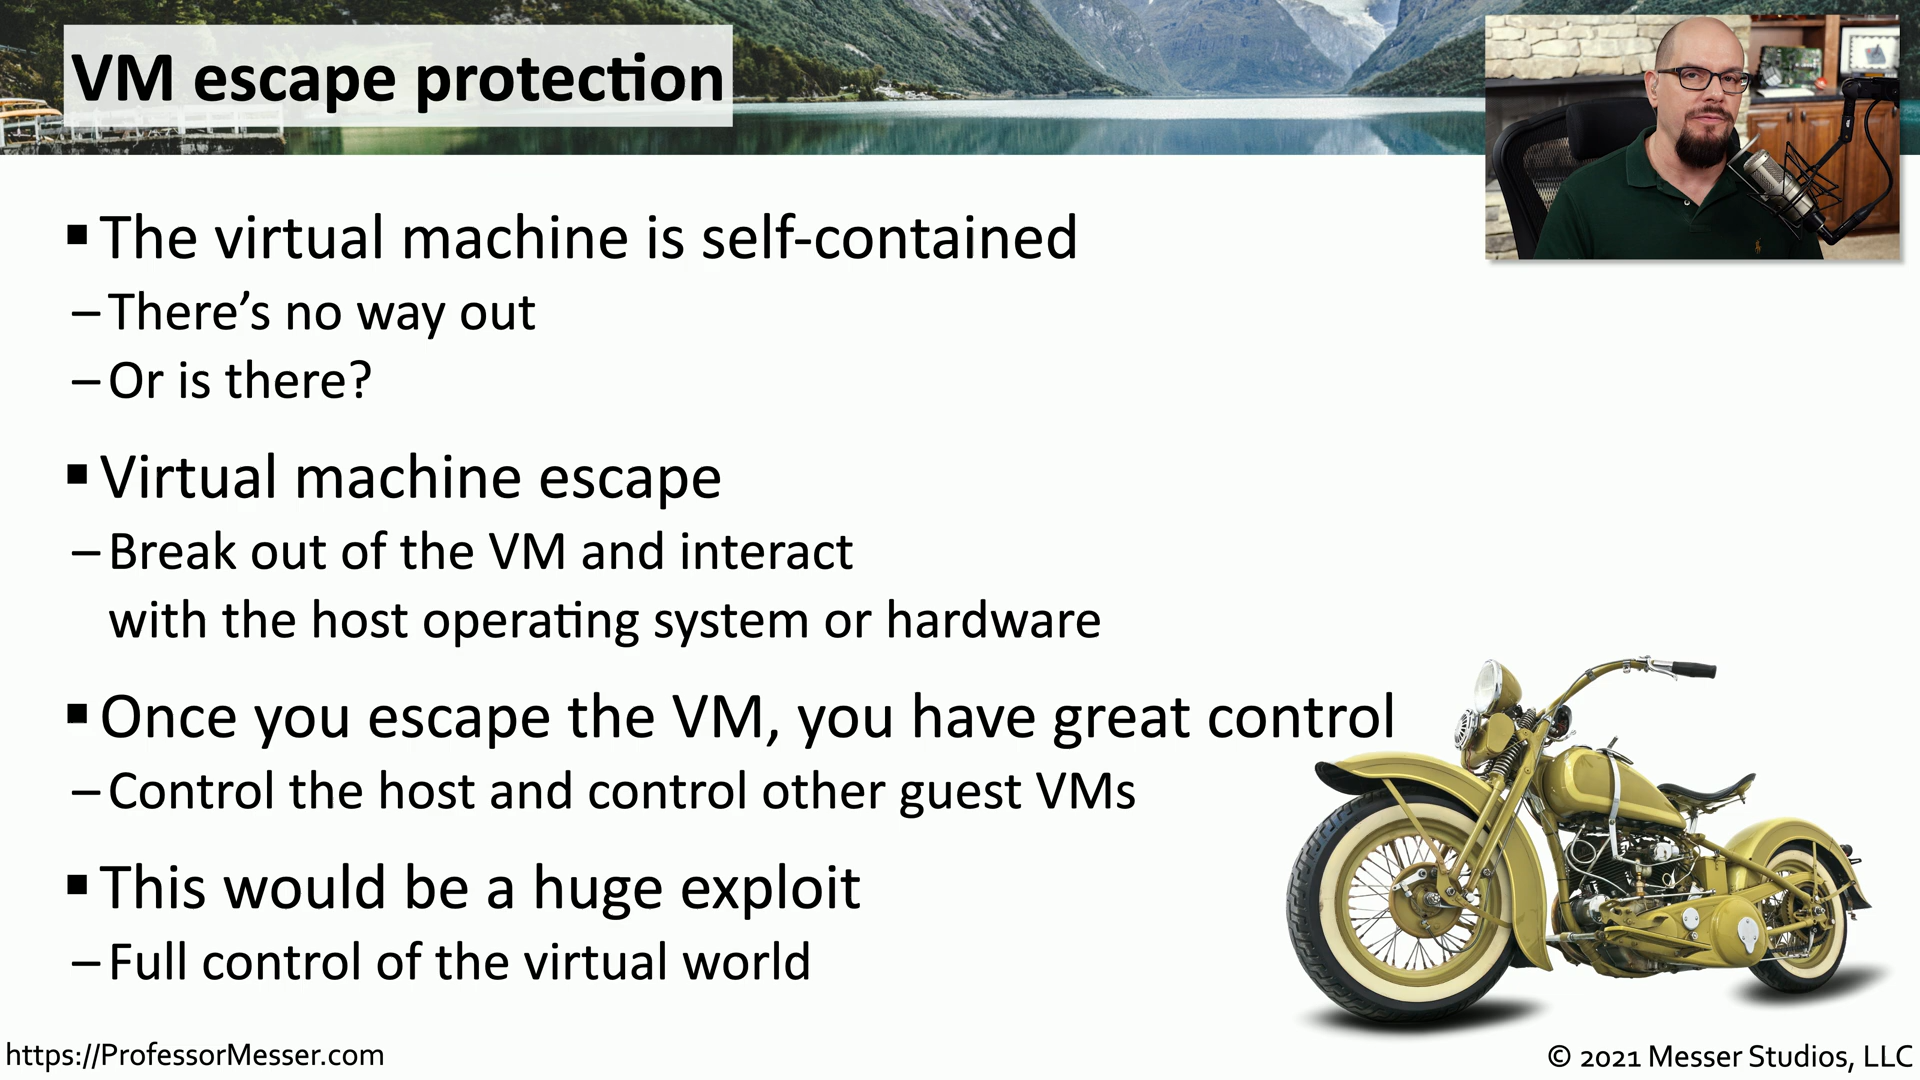 VM escape protection
▪ The virtual machine is self-contained
– There’s no way out
– Or is there?
▪ Virtual machine escape
– Break out of the VM and interact
with the host operating system or hardware
▪ Once you escape the VM, you have great control
– Control the host and control other guest VMs
▪ This would be a huge exploit
– Full control of the virtual world
https://ProfessorMesser.com
© 2021 Messer Studios, LLC